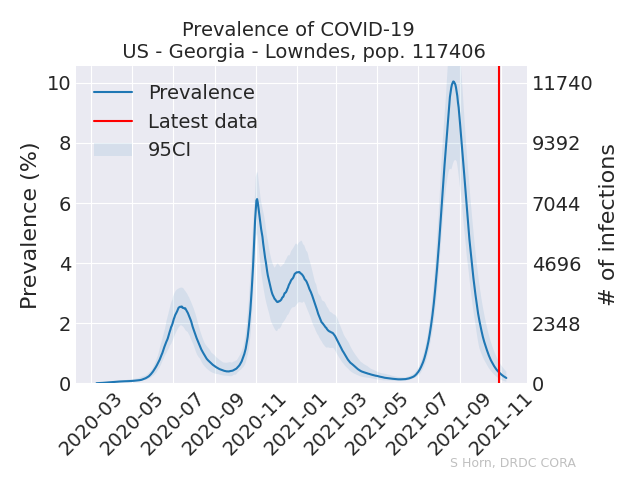 Prevalence of COVID-19
US - Georgia - Lowndes, pop. 117406
Prevalence (%)
10
8
6
4
2
0
Prevalence
Latest data
95CI
11740
9392
7044
4696
2348
0
# of infections
2020-03
2020-05
2020-07
2020-09
2020-11
2021-01
2021-03
2021-05
2021-07
2021-09
2021-11
S Horn, DRDC CORA